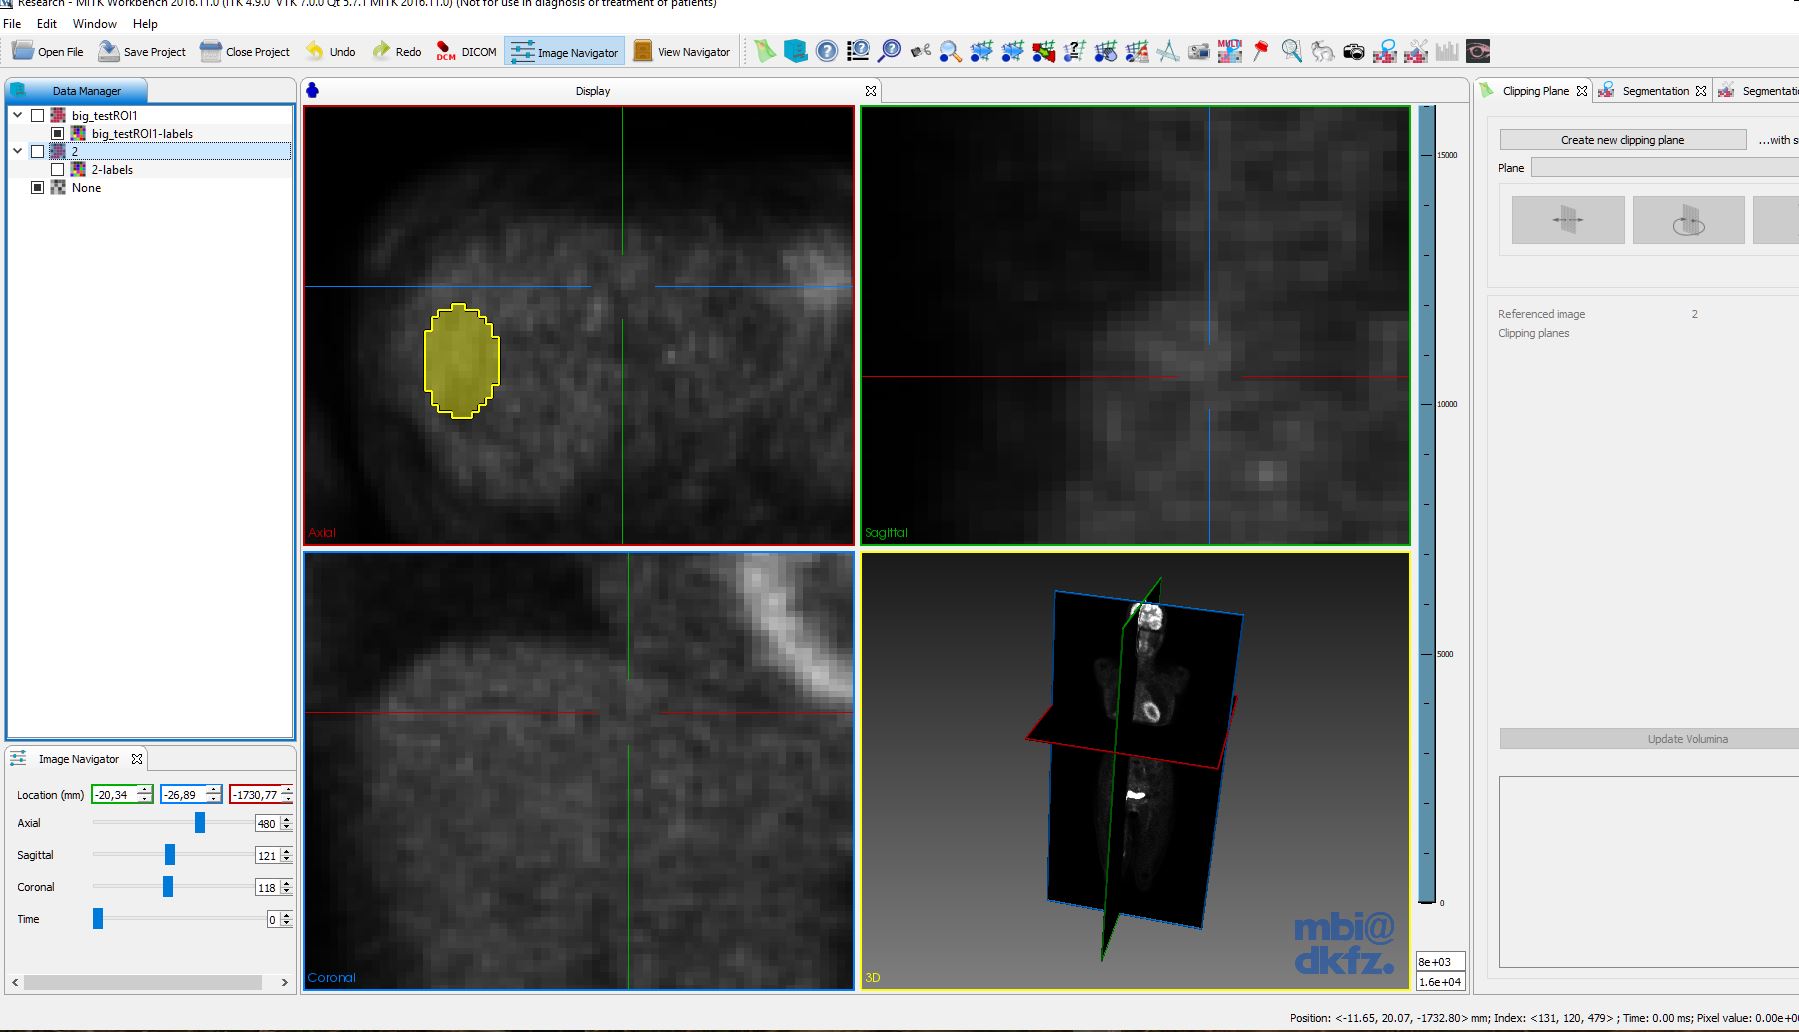 Research - MITK Workbench 2016.11.0 (ITK 4.9.0 VTK 7.0.0 Qt 5.7.1 MITK 2016.11.0) (Not for use in diagnosis or treatment of patients)
File Edit Window Help
Open File Save Project Close Project Undo Redo DCM DICOM Image Navigator View Navigator MULTI
Data Manager
big_testROI1
big_testROI1-labels
2
2-labels
None
Display
Axial
Sagittal
Coronal
3D
mbi@
dkfz.
15000
10000
5000
0
8e+03
1.6e+04
Image Navigator
Location (mm) -20,34 -26,89 -1730,77
Axial 480
Sagittal 121
Coronal 118
Time 0
Clipping Plane Segmentation Segmentati
Create new clipping plane ...with s
Plane
Referenced image 2
Clipping planes
Update Volumina
Position: <-11.65, 20.07, -1732.80> mm; Index: <131, 120, 479> ; Time: 0.00 ms; Pixel value: 0.00e+0